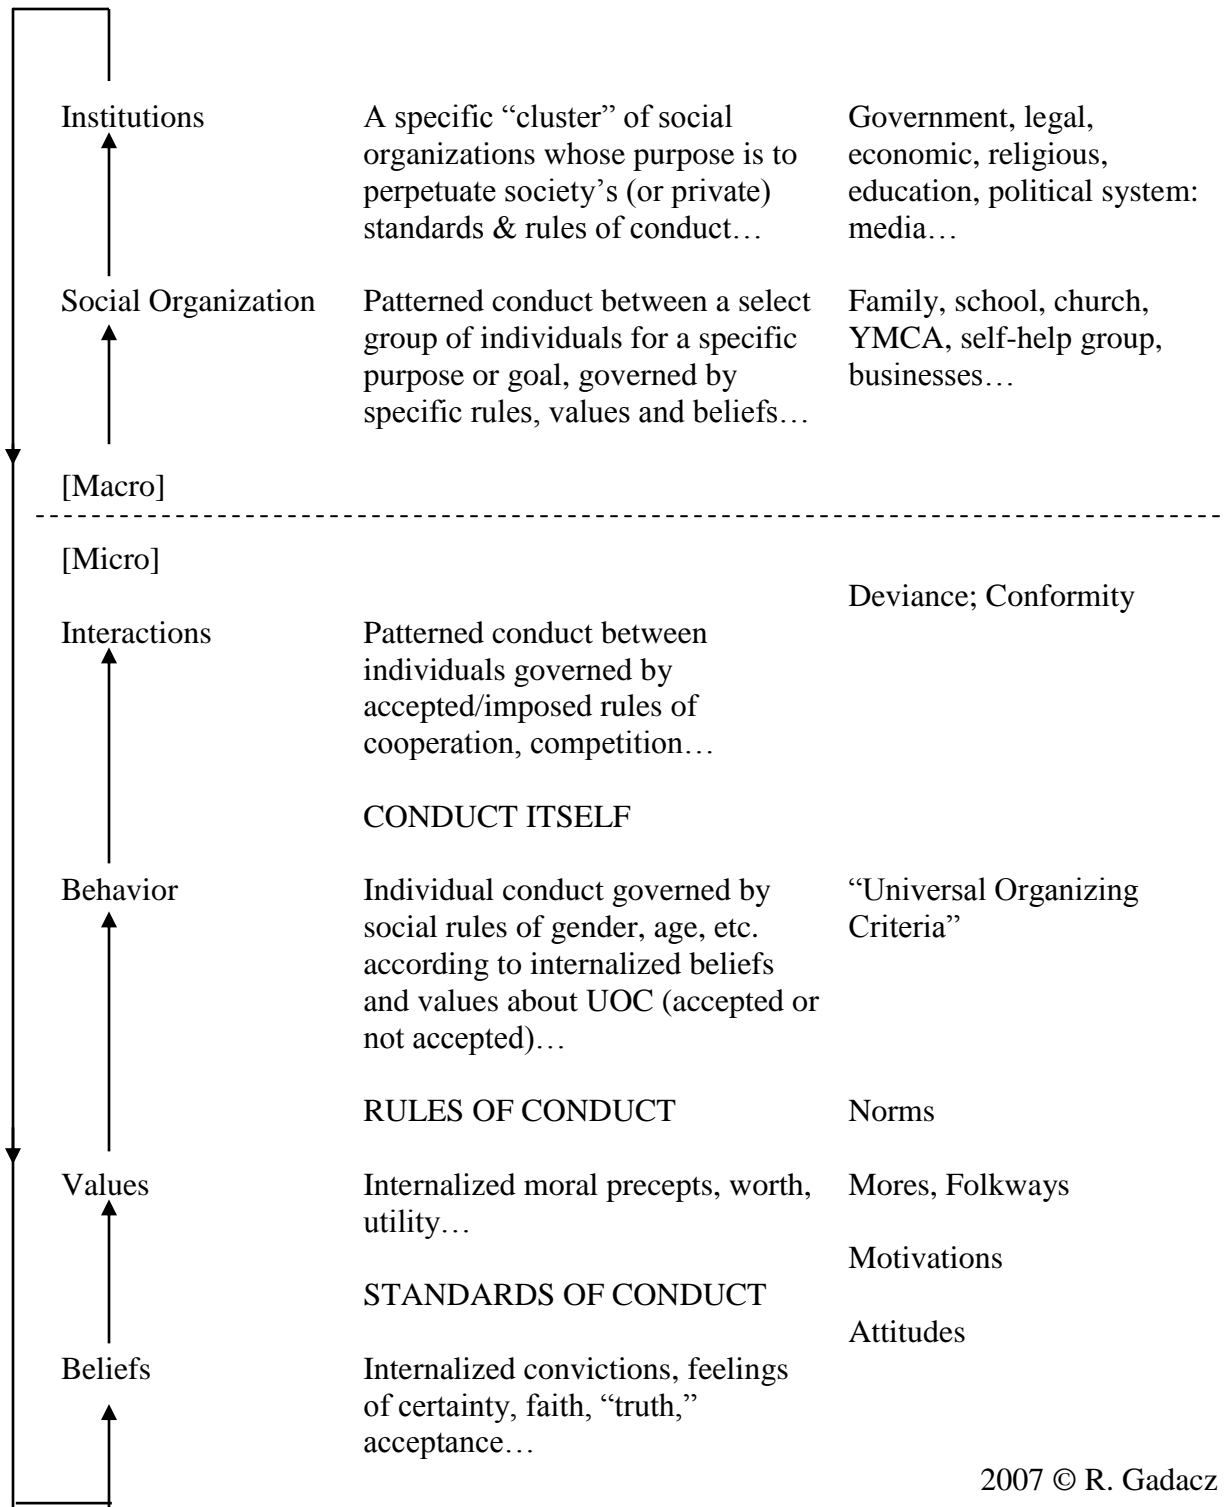 Institutions
A specific “cluster” of social
organizations whose purpose is to
perpetuate society’s (or private)
standards & rules of conduct…
Government, legal,
economic, religious,
education, political system:
media…
Social Organization
Patterned conduct between a select
group of individuals for a specific
purpose or goal, governed by
specific rules, values and beliefs…
Family, school, church,
YMCA, self-help group,
businesses…
[Macro]
[Micro]
Deviance; Conformity
Interactions
Patterned conduct between
individuals governed by
accepted/imposed rules of
cooperation, competition…
CONDUCT ITSELF
Behavior
Individual conduct governed by
social rules of gender, age, etc.
according to internalized beliefs
and values about UOC (accepted or
not accepted)…
“Universal Organizing
Criteria”
RULES OF CONDUCT
Norms
Values
Internalized moral precepts, worth,
utility…
Mores, Folkways
Motivations
STANDARDS OF CONDUCT
Attitudes
Beliefs
Internalized convictions, feelings
of certainty, faith, “truth,”
acceptance…
2007 © R. Gadacz